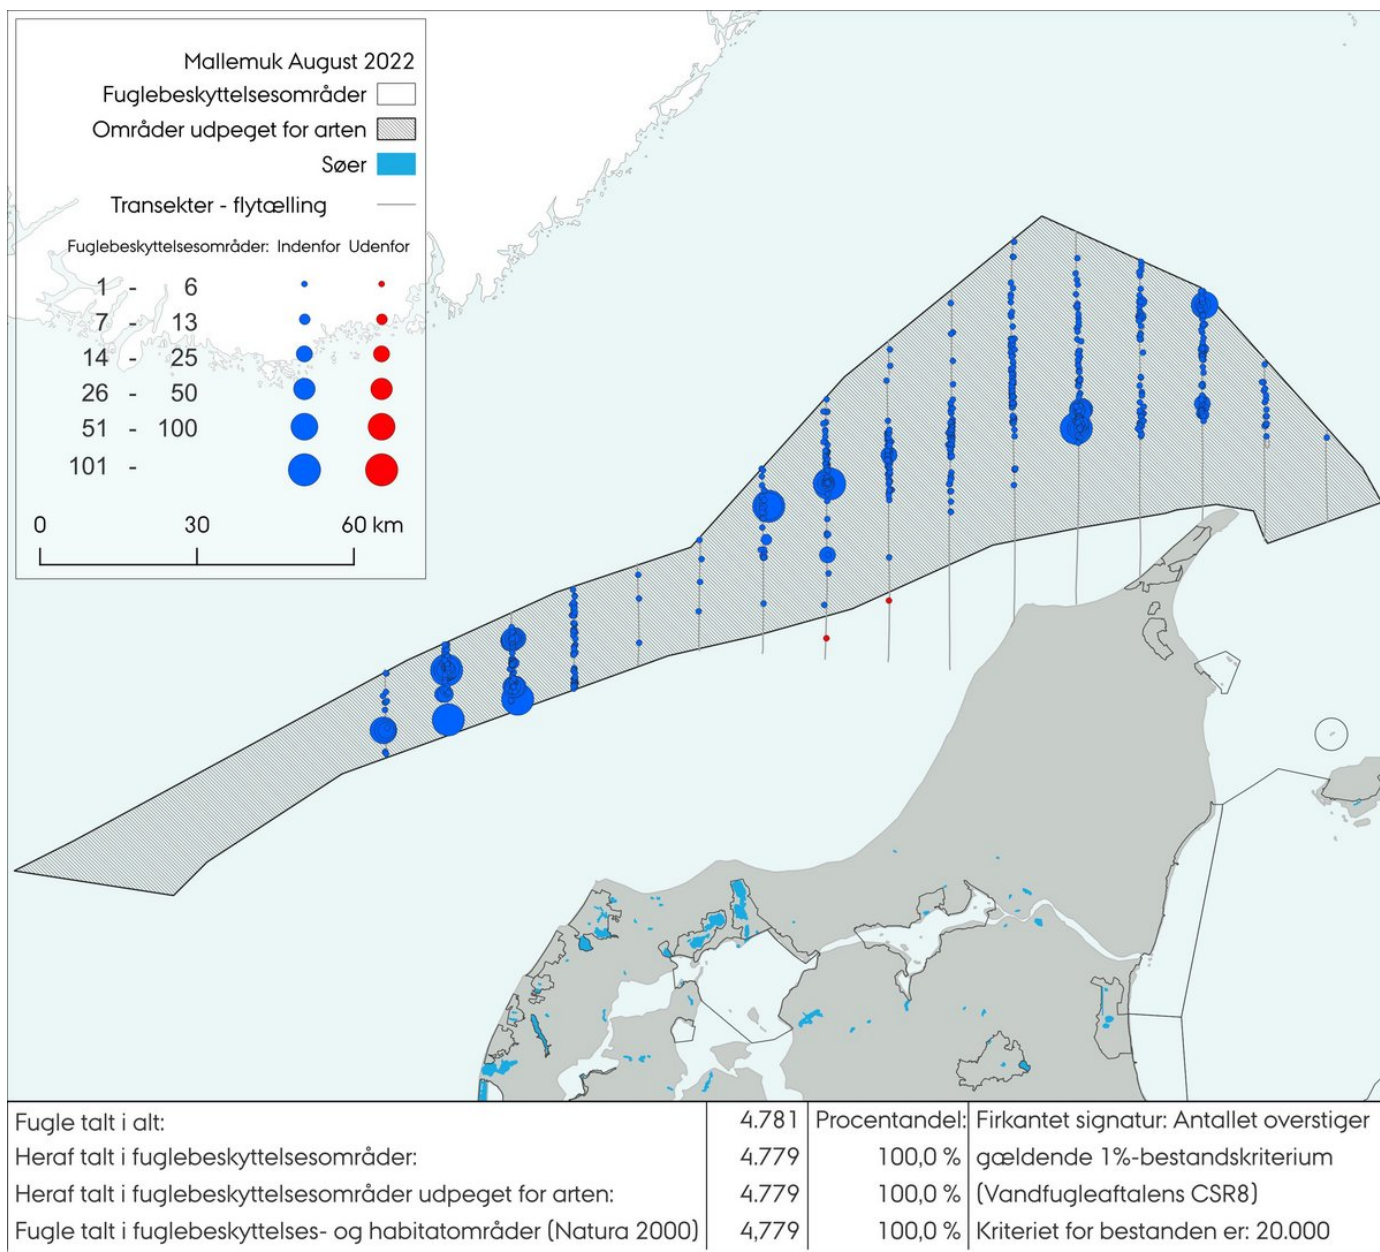 Mallemuk August 2022
Fuglebeskyttelsesområder
Områder udpeget for arten
Søer
Transekter - flytælling
Fuglebeskyttelsesområder: Indenfor Udenfor
1 - 6
7 - 13
14 - 25
26 - 50
51 - 100
101 -
0 30 60 km
Fugle talt i alt: 4.781 Procentandel: Firkantet signatur: Antallet overstiger
Heraf talt i fuglebeskyttelsesområder: 4.779 100,0 % gældende 1%-bestandskriterium
Heraf talt i fuglebeskyttelsesområder udpeget for arten: 4.779 100,0 % (Vandfugleaftalens CSR8)
Fugle talt i fuglebeskyttelses- og habitatområder (Natura 2000) 4,779 100,0 % Kriteriet for bestanden er: 20.000